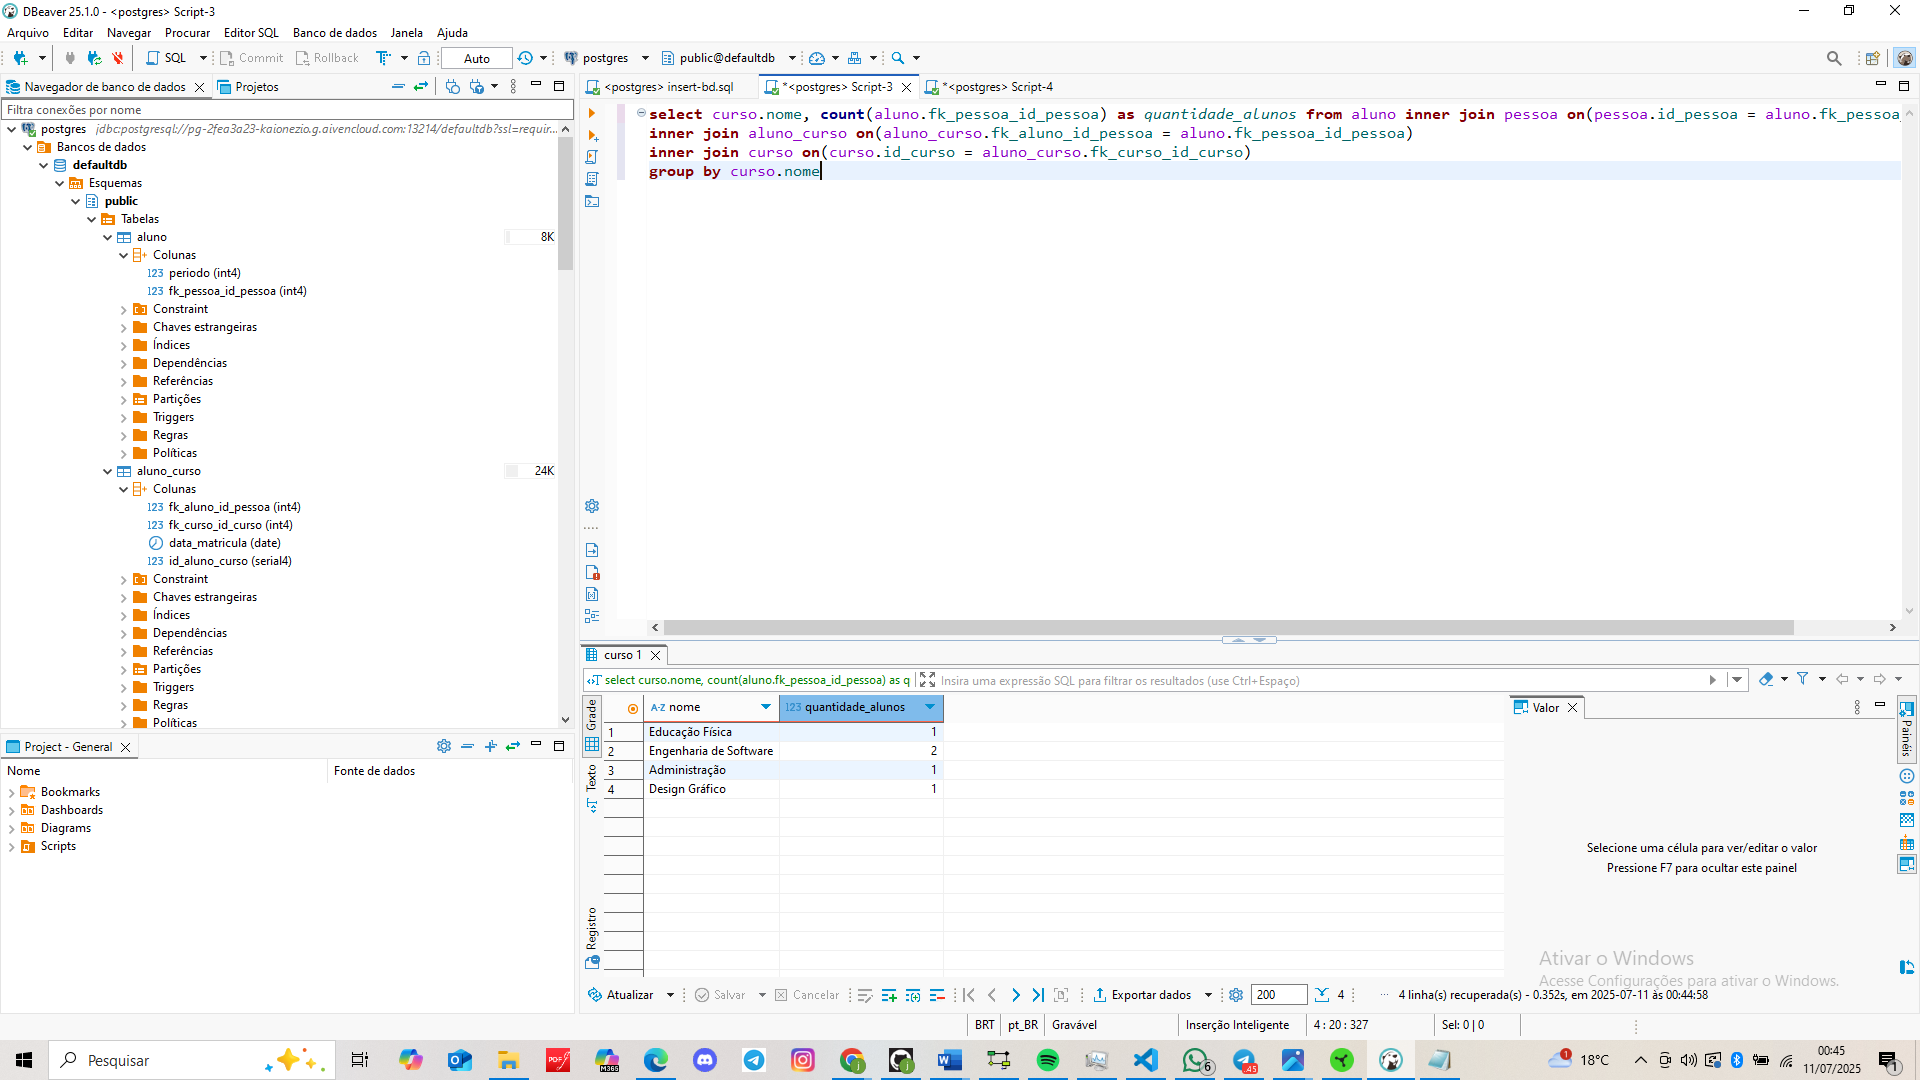 DBeaver 25.1.0 - <postgres> Script-3
Arquivo Editar Navegar Procurar Editor SQL Banco de dados Janela Ajuda
SQL Commit Rollback Auto postgres public@defaultdb
Navegador de banco de dados Projetos
Filtra conexões por nome
postgres jdbc:postgresql://pg-2fea3a23-kaionezio.g.aivencloud.com:13214/defaultdb?ssl=requir...
Bancos de dados
defaultdb
Esquemas
public
Tabelas
aluno 8K
Colunas
123 periodo (int4)
123 fk_pessoa_id_pessoa (int4)
Constraint
Chaves estrangeiras
Índices
Dependências
Referências
Partições
Triggers
Regras
Políticas
aluno_curso 24K
Colunas
123 fk_aluno_id_pessoa (int4)
123 fk_curso_id_curso (int4)
data_matricula (date)
123 id_aluno_curso (serial4)
Constraint
Chaves estrangeiras
Índices
Dependências
Referências
Partições
Triggers
Regras
Políticas
Project - General
Nome Fonte de dados
Bookmarks
Dashboards
Diagrams
Scripts
<postgres> insert-bd.sql *<postgres> Script-3 *<postgres> Script-4
select curso.nome, count(aluno.fk_pessoa_id_pessoa) as quantidade_alunos from aluno inner join pessoa on(pessoa.id_pessoa = aluno.fk_pessoa_
inner join aluno_curso on(aluno_curso.fk_aluno_id_pessoa = aluno.fk_pessoa_id_pessoa)
inner join curso on(curso.id_curso = aluno_curso.fk_curso_id_curso)
group by curso.nome
curso 1
select curso.nome, count(aluno.fk_pessoa_id_pessoa) as q Insira uma expressão SQL para filtrar os resultados (use Ctrl+Espaço)
Grade
Texto
Registro
A-Z nome 123 quantidade_alunos
1 Educação Física 1
2 Engenharia de Software 2
3 Administração 1
4 Design Gráfico 1
Valor
Painéis
Selecione uma célula para ver/editar o valor
Pressione F7 para ocultar este painel
Ativar o Windows
Acesse Configurações para ativar o Windows.
Atualizar Salvar Cancelar Exportar dados 200 4 4 linha(s) recuperada(s) - 0.352s, em 2025-07-11 às 00:44:58
BRT pt_BR Gravável Inserção Inteligente 4 : 20 : 327 Sel: 0 | 0
Pesquisar
PDF
M365
6
45
1
18°C
00:45
11/07/2025
1